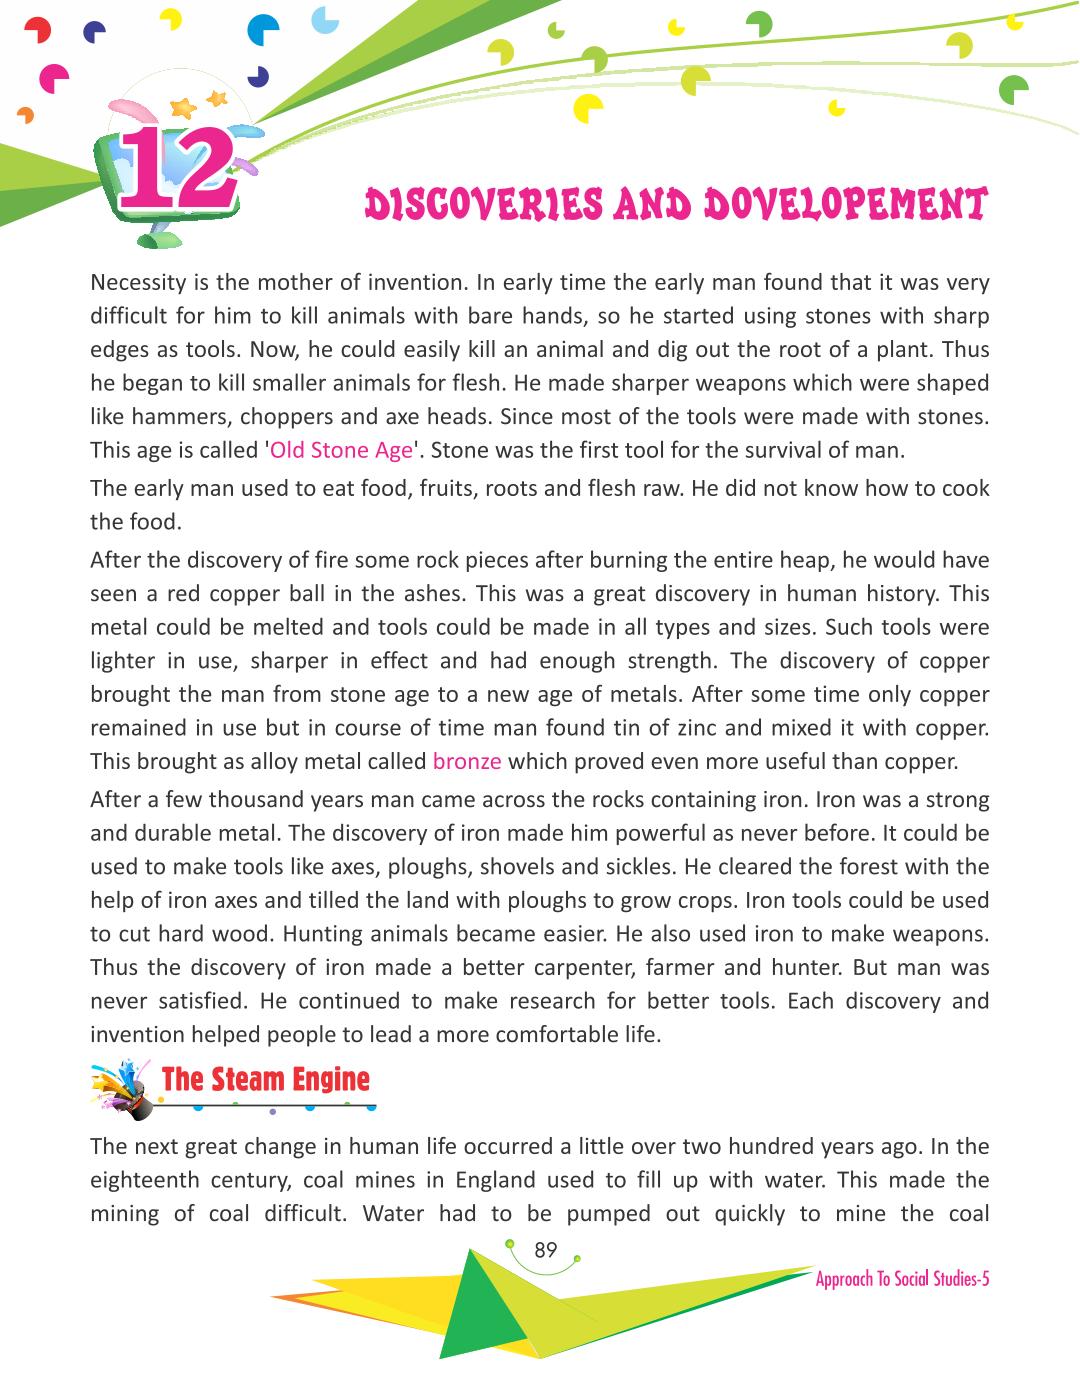 12
DISCOVERIES AND DOVELOPEMENT
Necessity is the mother of invention. In early time the early man found that it was very
difficult for him to kill animals with bare hands, so he started using stones with sharp
edges as tools. Now, he could easily kill an animal and dig out the root of a plant. Thus
he began to kill smaller animals for flesh. He made sharper weapons which were shaped
like hammers, choppers and axe heads. Since most of the tools were made with stones.
This age is called 'Old Stone Age'. Stone was the first tool for the survival of man.
The early man used to eat food, fruits, roots and flesh raw. He did not know how to cook
the food.
After the discovery of fire some rock pieces after burning the entire heap, he would have
seen a red copper ball in the ashes. This was a great discovery in human history. This
metal could be melted and tools could be made in all types and sizes. Such tools were
lighter in use, sharper in effect and had enough strength. The discovery of copper
brought the man from stone age to a new age of metals. After some time only copper
remained in use but in course of time man found tin of zinc and mixed it with copper.
This brought as alloy metal called bronze which proved even more useful than copper.
After a few thousand years man came across the rocks containing iron. Iron was a strong
and durable metal. The discovery of iron made him powerful as never before. It could be
used to make tools like axes, ploughs, shovels and sickles. He cleared the forest with the
help of iron axes and tilled the land with ploughs to grow crops. Iron tools could be used
to cut hard wood. Hunting animals became easier. He also used iron to make weapons.
Thus the discovery of iron made a better carpenter, farmer and hunter. But man was
never satisfied. He continued to make research for better tools. Each discovery and
invention helped people to lead a more comfortable life.
The Steam Engine
The next great change in human life occurred a little over two hundred years ago. In the
eighteenth century, coal mines in England used to fill up with water. This made the
mining of coal difficult. Water had to be pumped out quickly to mine the coal
89
Approach To Social Studies-5